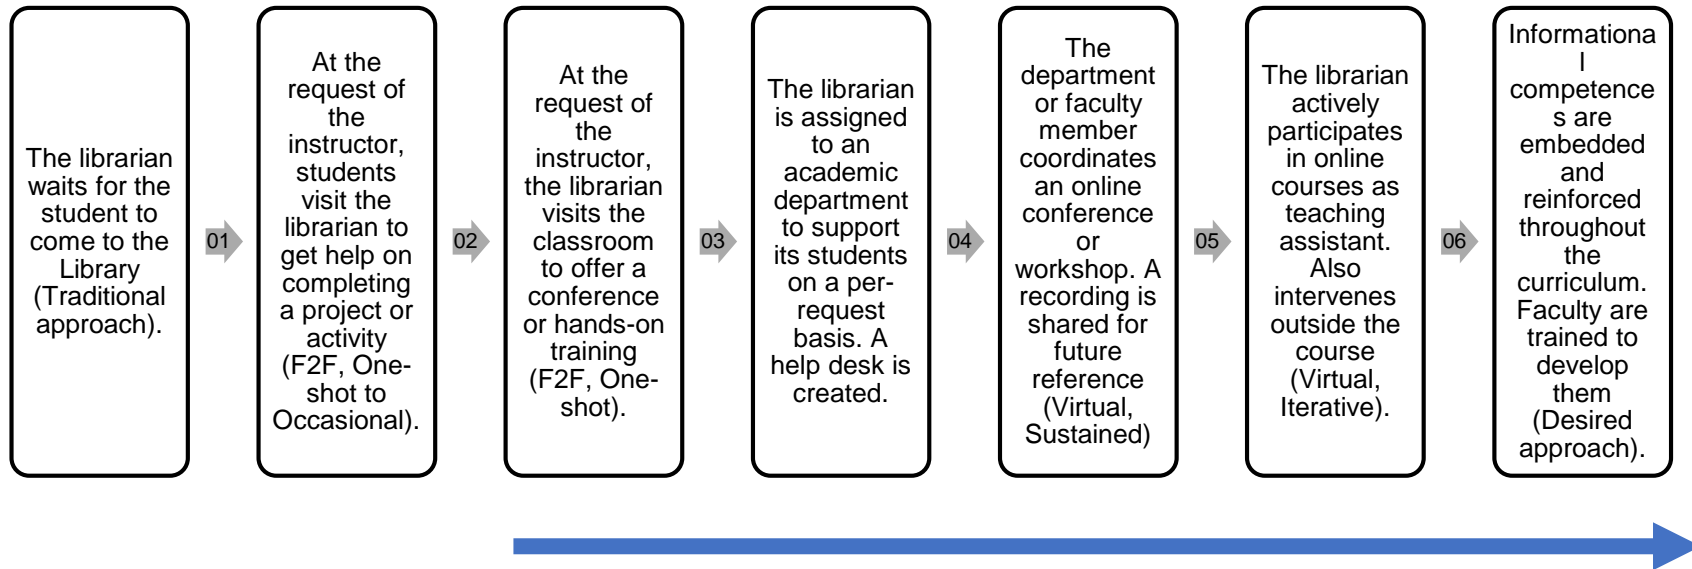 The librarian
waits for the
student to
come to the
Library
(Traditional
approach).
01
At the
request of
the
instructor,
students
visit the
librarian to
get help on
completing
a project or
activity
(F2F, One-
shot to
Occasional).
02
At the
request of
the
instructor,
the librarian
visits the
classroom
to offer a
conference
or hands-on
training
(F2F, One-
shot).
03
The librarian
is assigned
to an
academic
department
to support
its students
on a per-
request
basis. A
help desk is
created.
04
The
department
or faculty
member
coordinates
an online
conference
or
workshop. A
recording is
shared for
future
reference
(Virtual,
Sustained)
05
The librarian
actively
participates
in online
courses as
teaching
assistant.
Also
intervenes
outside the
course
(Virtual,
Iterative).
06
Informationa
l
competence
s are
embedded
and
reinforced
throughout
the
curriculum.
Faculty are
trained to
develop
them
(Desired
approach).